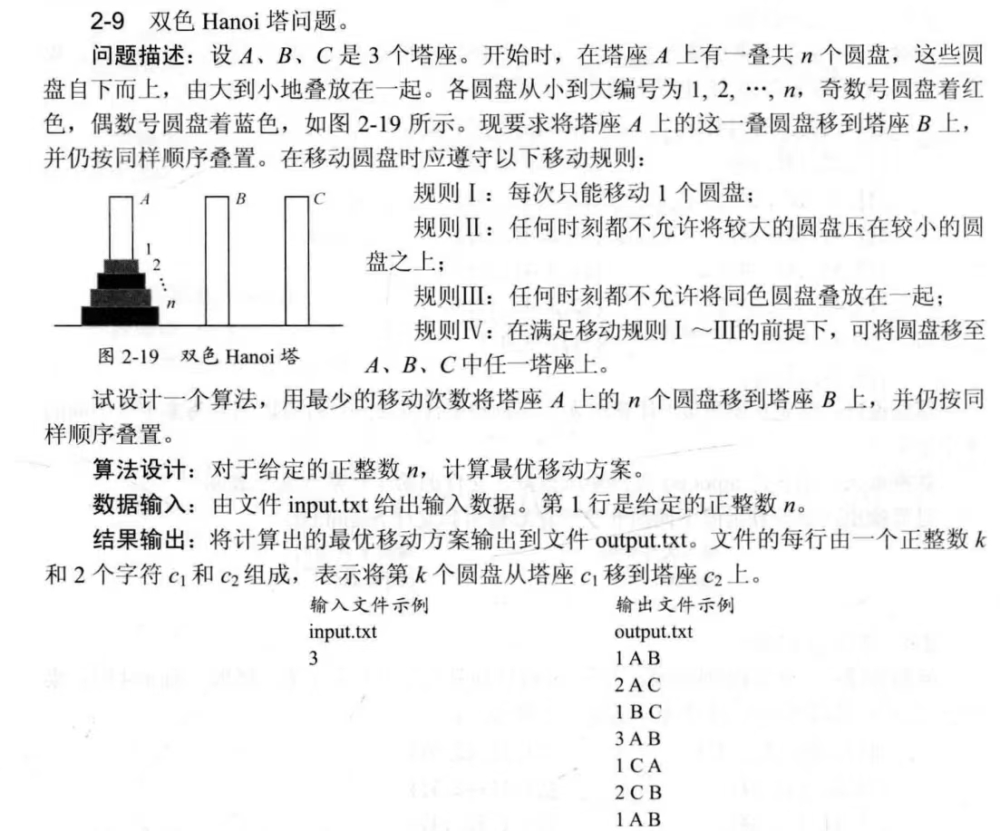 2-9 双色 Hanoi 塔问题。
问题描述：设 A、B、C 是 3 个塔座。开始时，在塔座 A 上有一叠共 n 个圆盘，这些圆
盘自下而上，由大到小地叠放在一起。各圆盘从小到大编号为 1, 2, …, n，奇数号圆盘着红
色，偶数号圆盘着蓝色，如图 2-19 所示。现要求将塔座 A 上的这一叠圆盘移到塔座 B 上，
并仍按同样顺序叠置。在移动圆盘时应遵守以下移动规则：
A B C
1
2
⋮
n
图 2-19 双色 Hanoi 塔
规则Ⅰ：每次只能移动 1 个圆盘；
规则Ⅱ：任何时刻都不允许将较大的圆盘压在较小的圆
盘之上；
规则Ⅲ：任何时刻都不允许将同色圆盘叠放在一起；
规则Ⅳ：在满足移动规则Ⅰ～Ⅲ的前提下，可将圆盘移至
A、B、C 中任一塔座上。
试设计一个算法，用最少的移动次数将塔座 A 上的 n 个圆盘移到塔座 B 上，并仍按同
样顺序叠置。
算法设计：对于给定的正整数 n，计算最优移动方案。
数据输入：由文件 input.txt 给出输入数据。第 1 行是给定的正整数 n。
结果输出：将计算出的最优移动方案输出到文件 output.txt。文件的每行由一个正整数 k
和 2 个字符 c₁ 和 c₂ 组成，表示将第 k 个圆盘从塔座 c₁ 移到塔座 c₂ 上。
输入文件示例 输出文件示例
input.txt output.txt
3 1 A B
2 A C
1 B C
3 A B
1 C A
2 C B
1 A B